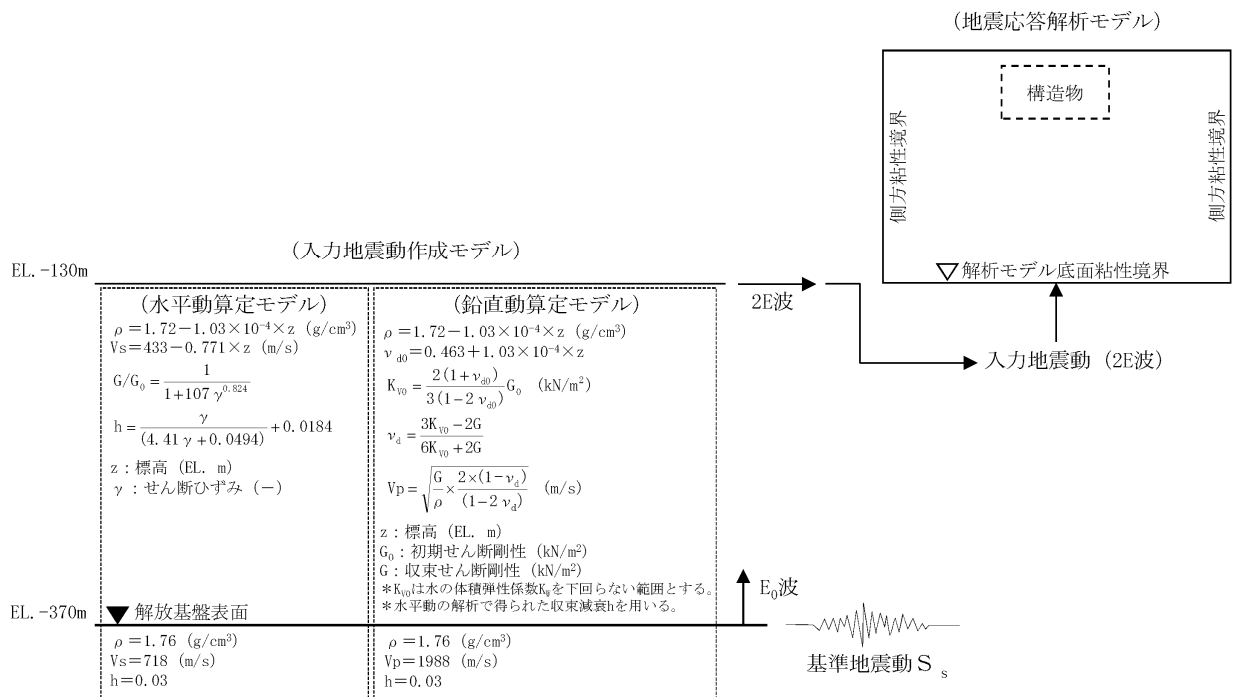 (地震応答解析モデル)
構造物
側方粘性境界
側方粘性境界
▽解析モデル底面粘性境界
(入力地震動作成モデル)
EL.-130m
2E波
入力地震動(2E波)
(水平動算定モデル)
ρ=1.72-1.03×10⁻⁴×z (g/cm³)
Vs=433-0.771×z (m/s)
G/G₀=1/(1+107γ^0.824)
h=γ/(4.41γ+0.0494)+0.0184
z:標高(EL. m)
γ:せん断ひずみ(-)
(鉛直動算定モデル)
ρ=1.72-1.03×10⁻⁴×z (g/cm³)
ν_d0=0.463+1.03×10⁻⁴×z
K_V0=2(1+ν_d0)/3(1-2ν_d0) G₀ (kN/m²)
ν_d=(3K_V0-2G)/(6K_V0+2G)
Vp=√(G/ρ×2×(1-ν_d)/(1-2ν_d)) (m/s)
z:標高(EL. m)
G₀:初期せん断剛性(kN/m²)
G:収束せん断剛性(kN/m²)
*K_V0は水の体積弾性係数K_Wを下回らない範囲とする。
*水平動の解析で得られた収束減衰hを用いる。
E₀波
EL.-370m
▼解放基盤表面
ρ=1.76 (g/cm³)
Vs=718 (m/s)
h=0.03
ρ=1.76 (g/cm³)
Vp=1988 (m/s)
h=0.03
基準地震動Ss